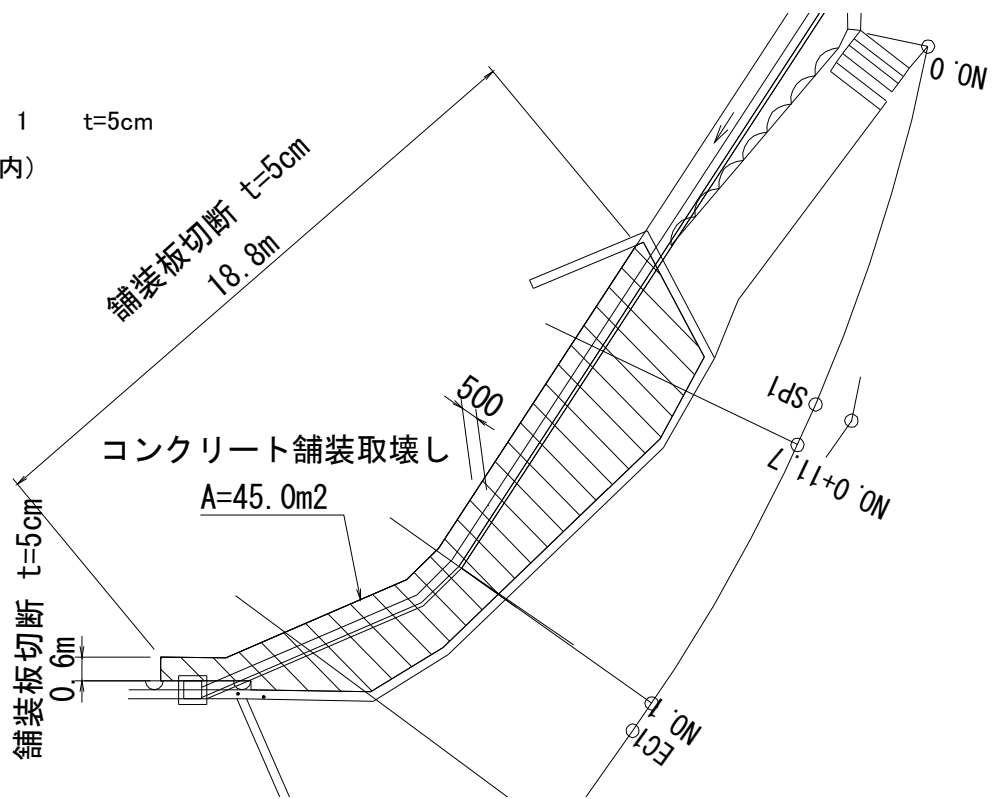 NO. 0
1 t=5cm
内)
舗装板切断 t=5cm
18.8m
500
SP1
コンクリート舗装取壊し
NO. 0+11.7
A=45.0m2
舗装板切断 t=5cm
0.6m
NO. 1
EC1